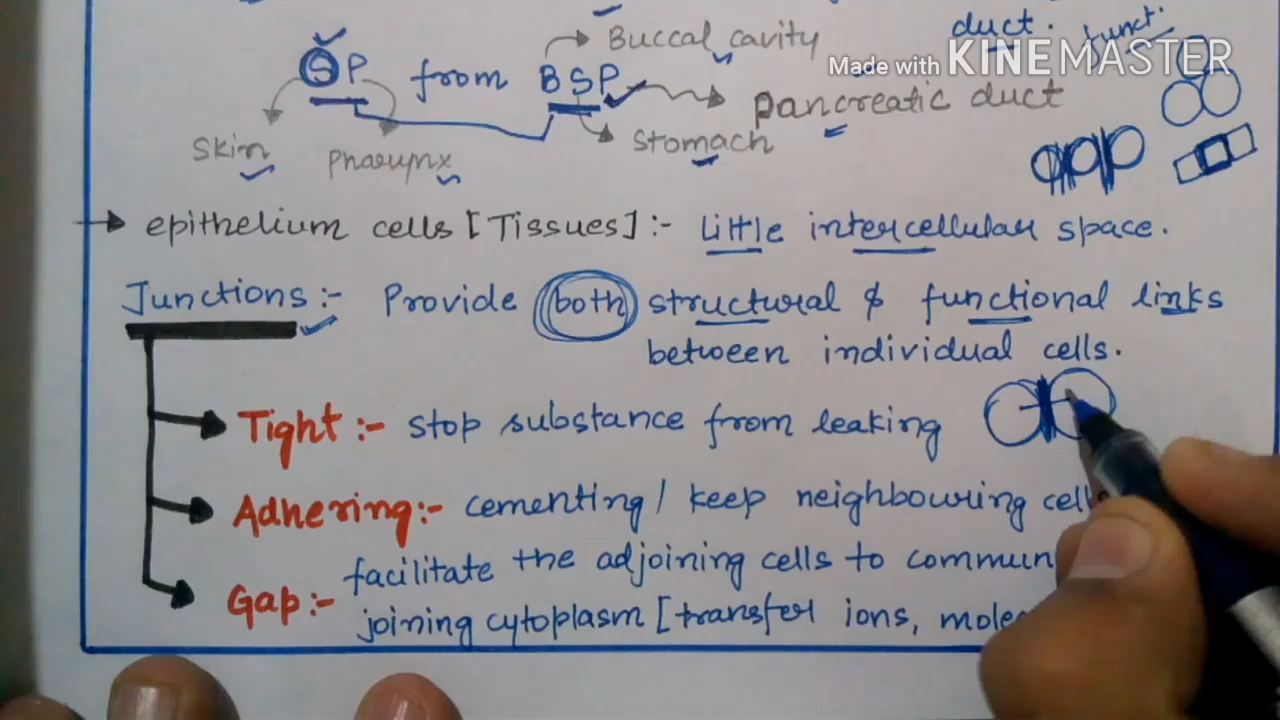 duct. junct.
Buccal cavity
Made with KINEMASTER
SP from BSP
pancreatic duct
Skin Pharynx Stomach
epithelium cells [Tissues] :- Little intercellular space.
Junctions :- Provide both structural & functional links
between individual cells.
Tight :- stop substance from leaking
Adhering :- cementing / keep neighbouring cell
Gap :- facilitate the adjoining cells to commun
joining cytoplasm [transfer ions, mole